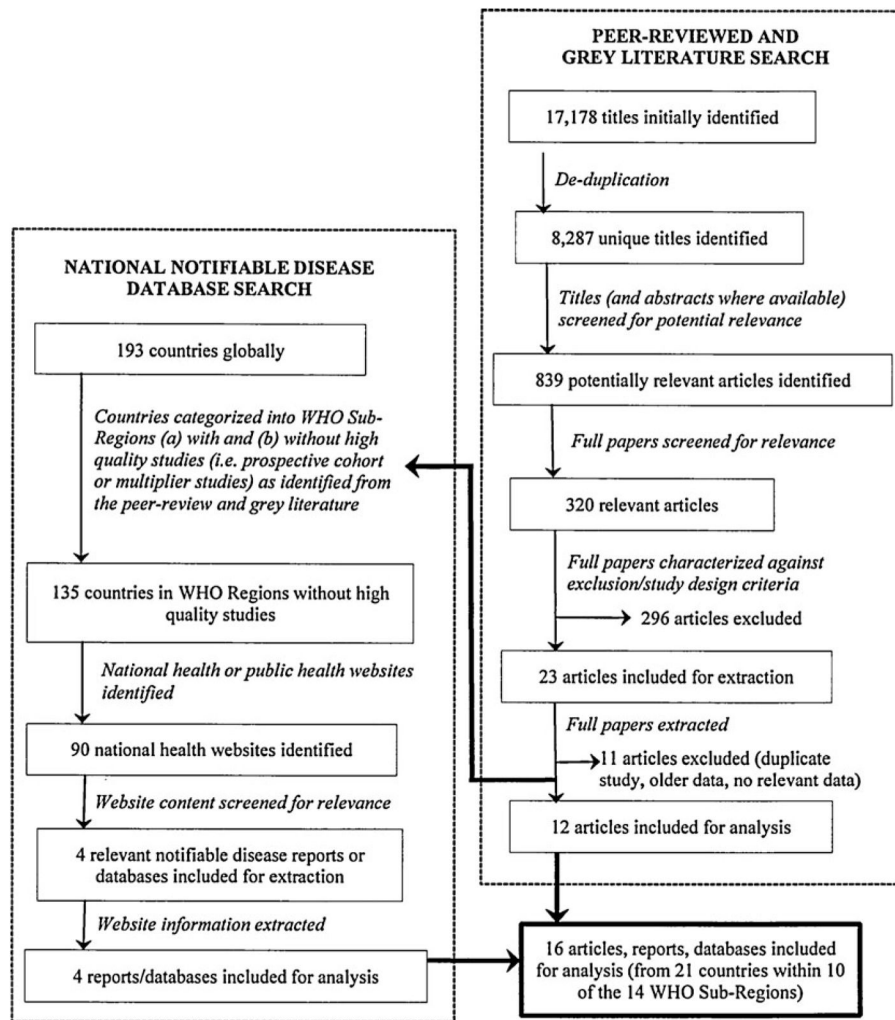 PEER-REVIEWED AND
GREY LITERATURE SEARCH
17,178 titles initially identified
De-duplication
8,287 unique titles identified
Titles (and abstracts where available)
screened for potential relevance
839 potentially relevant articles identified
Full papers screened for relevance
320 relevant articles
Full papers characterized against
exclusion/study design criteria
296 articles excluded
23 articles included for extraction
Full papers extracted
11 articles excluded (duplicate
study, older data, no relevant data)
12 articles included for analysis
NATIONAL NOTIFIABLE DISEASE
DATABASE SEARCH
193 countries globally
Countries categorized into WHO Sub-
Regions (a) with and (b) without high
quality studies (i.e. prospective cohort
or multiplier studies) as identified from
the peer-review and grey literature
135 countries in WHO Regions without high
quality studies
National health or public health websites
identified
90 national health websites identified
Website content screened for relevance
4 relevant notifiable disease reports or
databases included for extraction
Website information extracted
4 reports/databases included for analysis
16 articles, reports, databases included
for analysis (from 21 countries within 10
of the 14 WHO Sub-Regions)